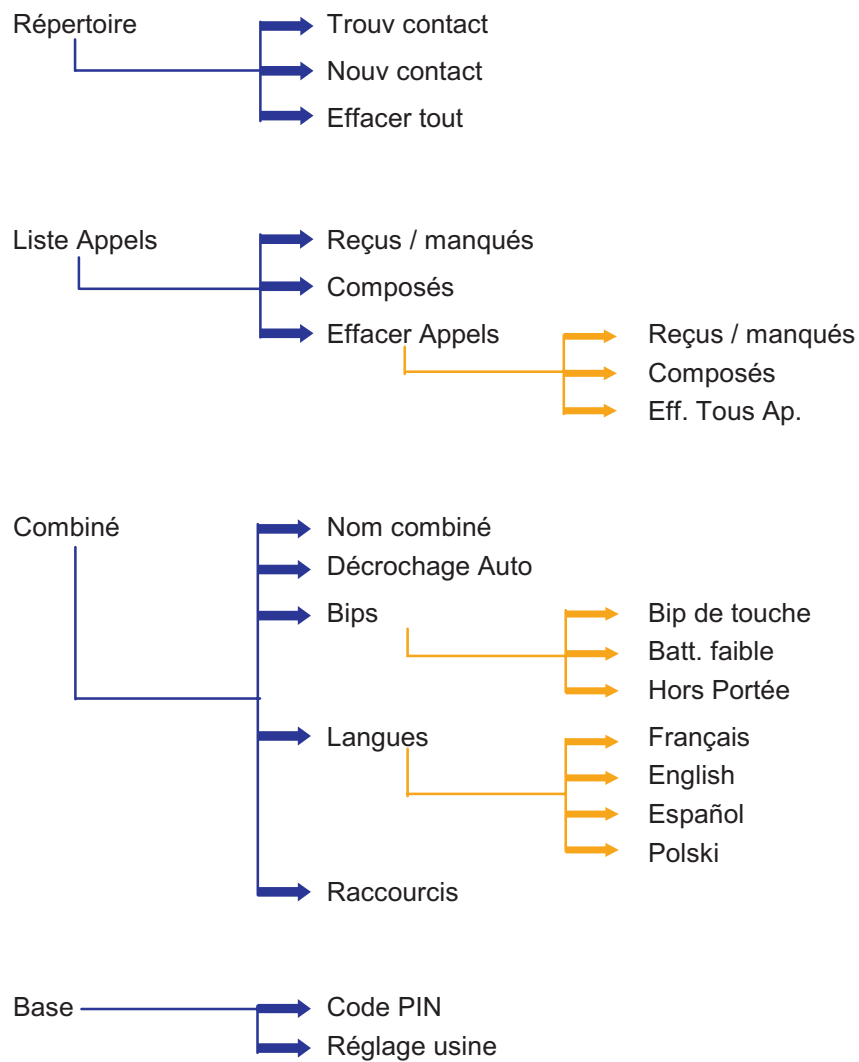 Répertoire
Trouv contact
Nouv contact
Effacer tout
Liste Appels
Reçus / manqués
Composés
Effacer Appels
Reçus / manqués
Composés
Eff. Tous Ap.
Combiné
Nom combiné
Décrochage Auto
Bips
Bip de touche
Batt. faible
Hors Portée
Langues
Français
English
Español
Polski
Raccourcis
Base
Code PIN
Réglage usine